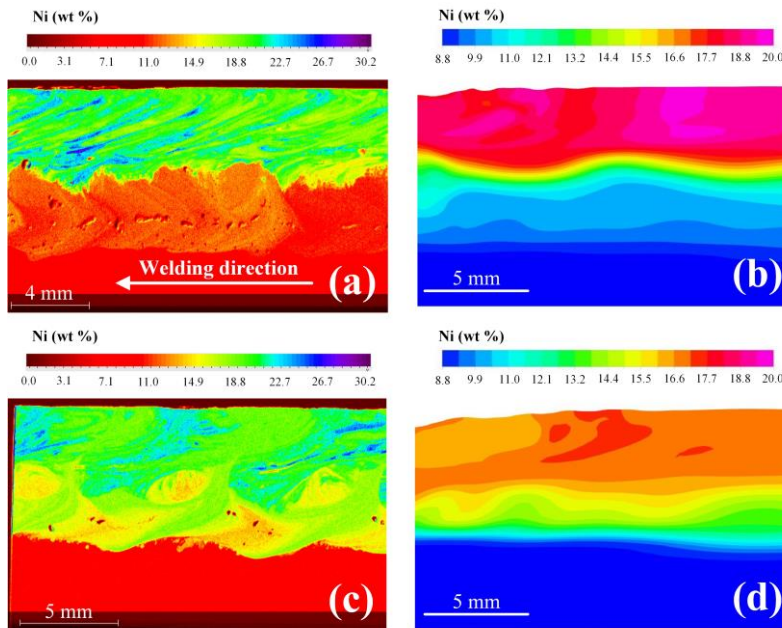 Ni (wt %)
0.0 3.1 7.1 11.0 14.9 18.8 22.7 26.7 30.2
Ni (wt %)
8.8 9.9 11.0 12.1 13.2 14.4 15.5 16.6 17.7 18.8 20.0
Welding direction
4 mm
(a)
5 mm
(b)
Ni (wt %)
0.0 3.1 7.1 11.0 14.9 18.8 22.7 26.7 30.2
Ni (wt %)
8.8 9.9 11.0 12.1 13.2 14.4 15.5 16.6 17.7 18.8 20.0
5 mm
(c)
5 mm
(d)